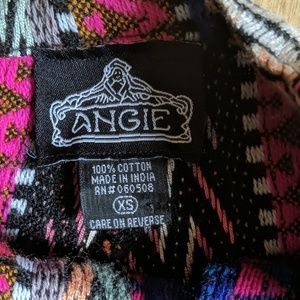 ANGIE
100% COTTON
MADE IN INDIA
RN# 060508
XS
CARE ON REVERSE